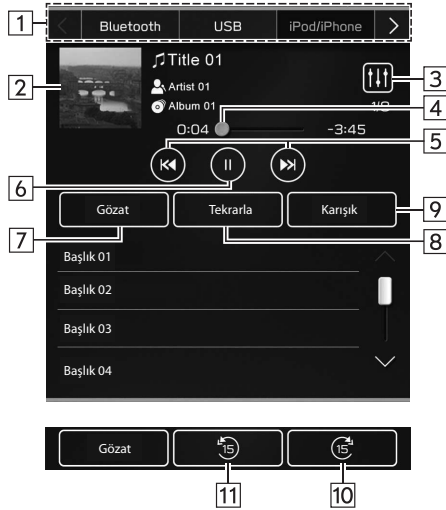 1 Bluetooth USB iPod/iPhone
2 Title 01 3
Artist 01
Album 01 4
0:04 -3:45 5
6
Gözat Tekrarla Karışık 9
7 8
Başlık 01
Başlık 02
Başlık 03
Başlık 04
Gözat 15 15
11 10